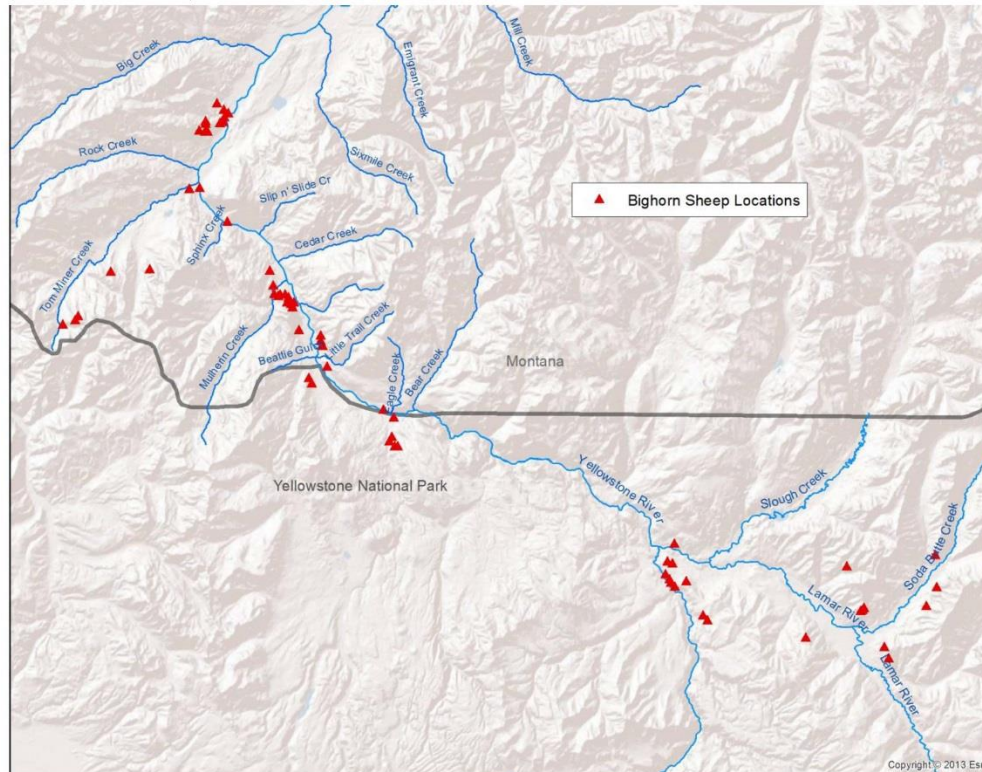 Big Creek
Emigrant Creek
Mill Creek
Rock Creek
Sixmile Creek
Slip n' Slide Cr
Bighorn Sheep Locations
Sphinx Creek
Cedar Creek
Tom Miner Creek
Mulherin Creek
Beattie Gulch
Little Trail Creek
Eagle Creek
Bear Creek
Montana
Yellowstone National Park
Yellowstone River
Slough Creek
Soda Butte Creek
Lamar River
Lamar River
Copyright © 2013 Es